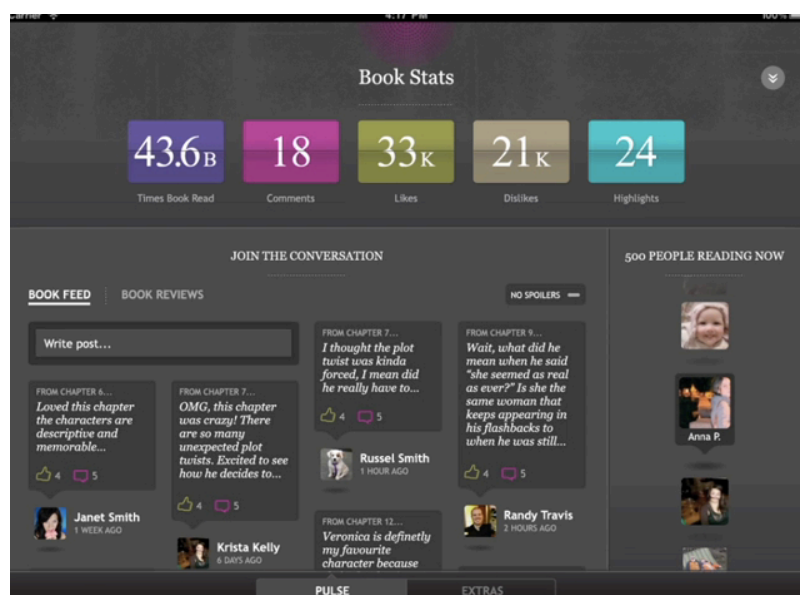 Carrier
4:17 PM
100%
Book Stats
43.6B
18
33K
21K
24
Times Book Read
Comments
Likes
Dislikes
Highlights
JOIN THE CONVERSATION
500 PEOPLE READING NOW
BOOK FEED
BOOK REVIEWS
NO SPOILERS
Write post...
FROM CHAPTER 6...
Loved this chapter
the characters are
descriptive and
memorable...
4 5
Janet Smith
1 WEEK AGO
FROM CHAPTER 7...
OMG, this chapter
was crazy! There
are so many
unexpected plot
twists. Excited to see
how he decides to...
4 5
Krista Kelly
6 DAYS AGO
FROM CHAPTER 7...
I thought the plot
twist was kinda
forced, I mean did
he really have to...
4 5
Russel Smith
1 HOUR AGO
FROM CHAPTER 12...
Veronica is definetly
my favourite
character because
FROM CHAPTER 9...
Wait, what did he
mean when he said
“she seemed as real
as ever?” Is she the
same woman that
keeps appearing in
his flashbacks to
when he was still...
4 5
Randy Travis
2 HOURS AGO
Anna P.
PULSE
EXTRAS